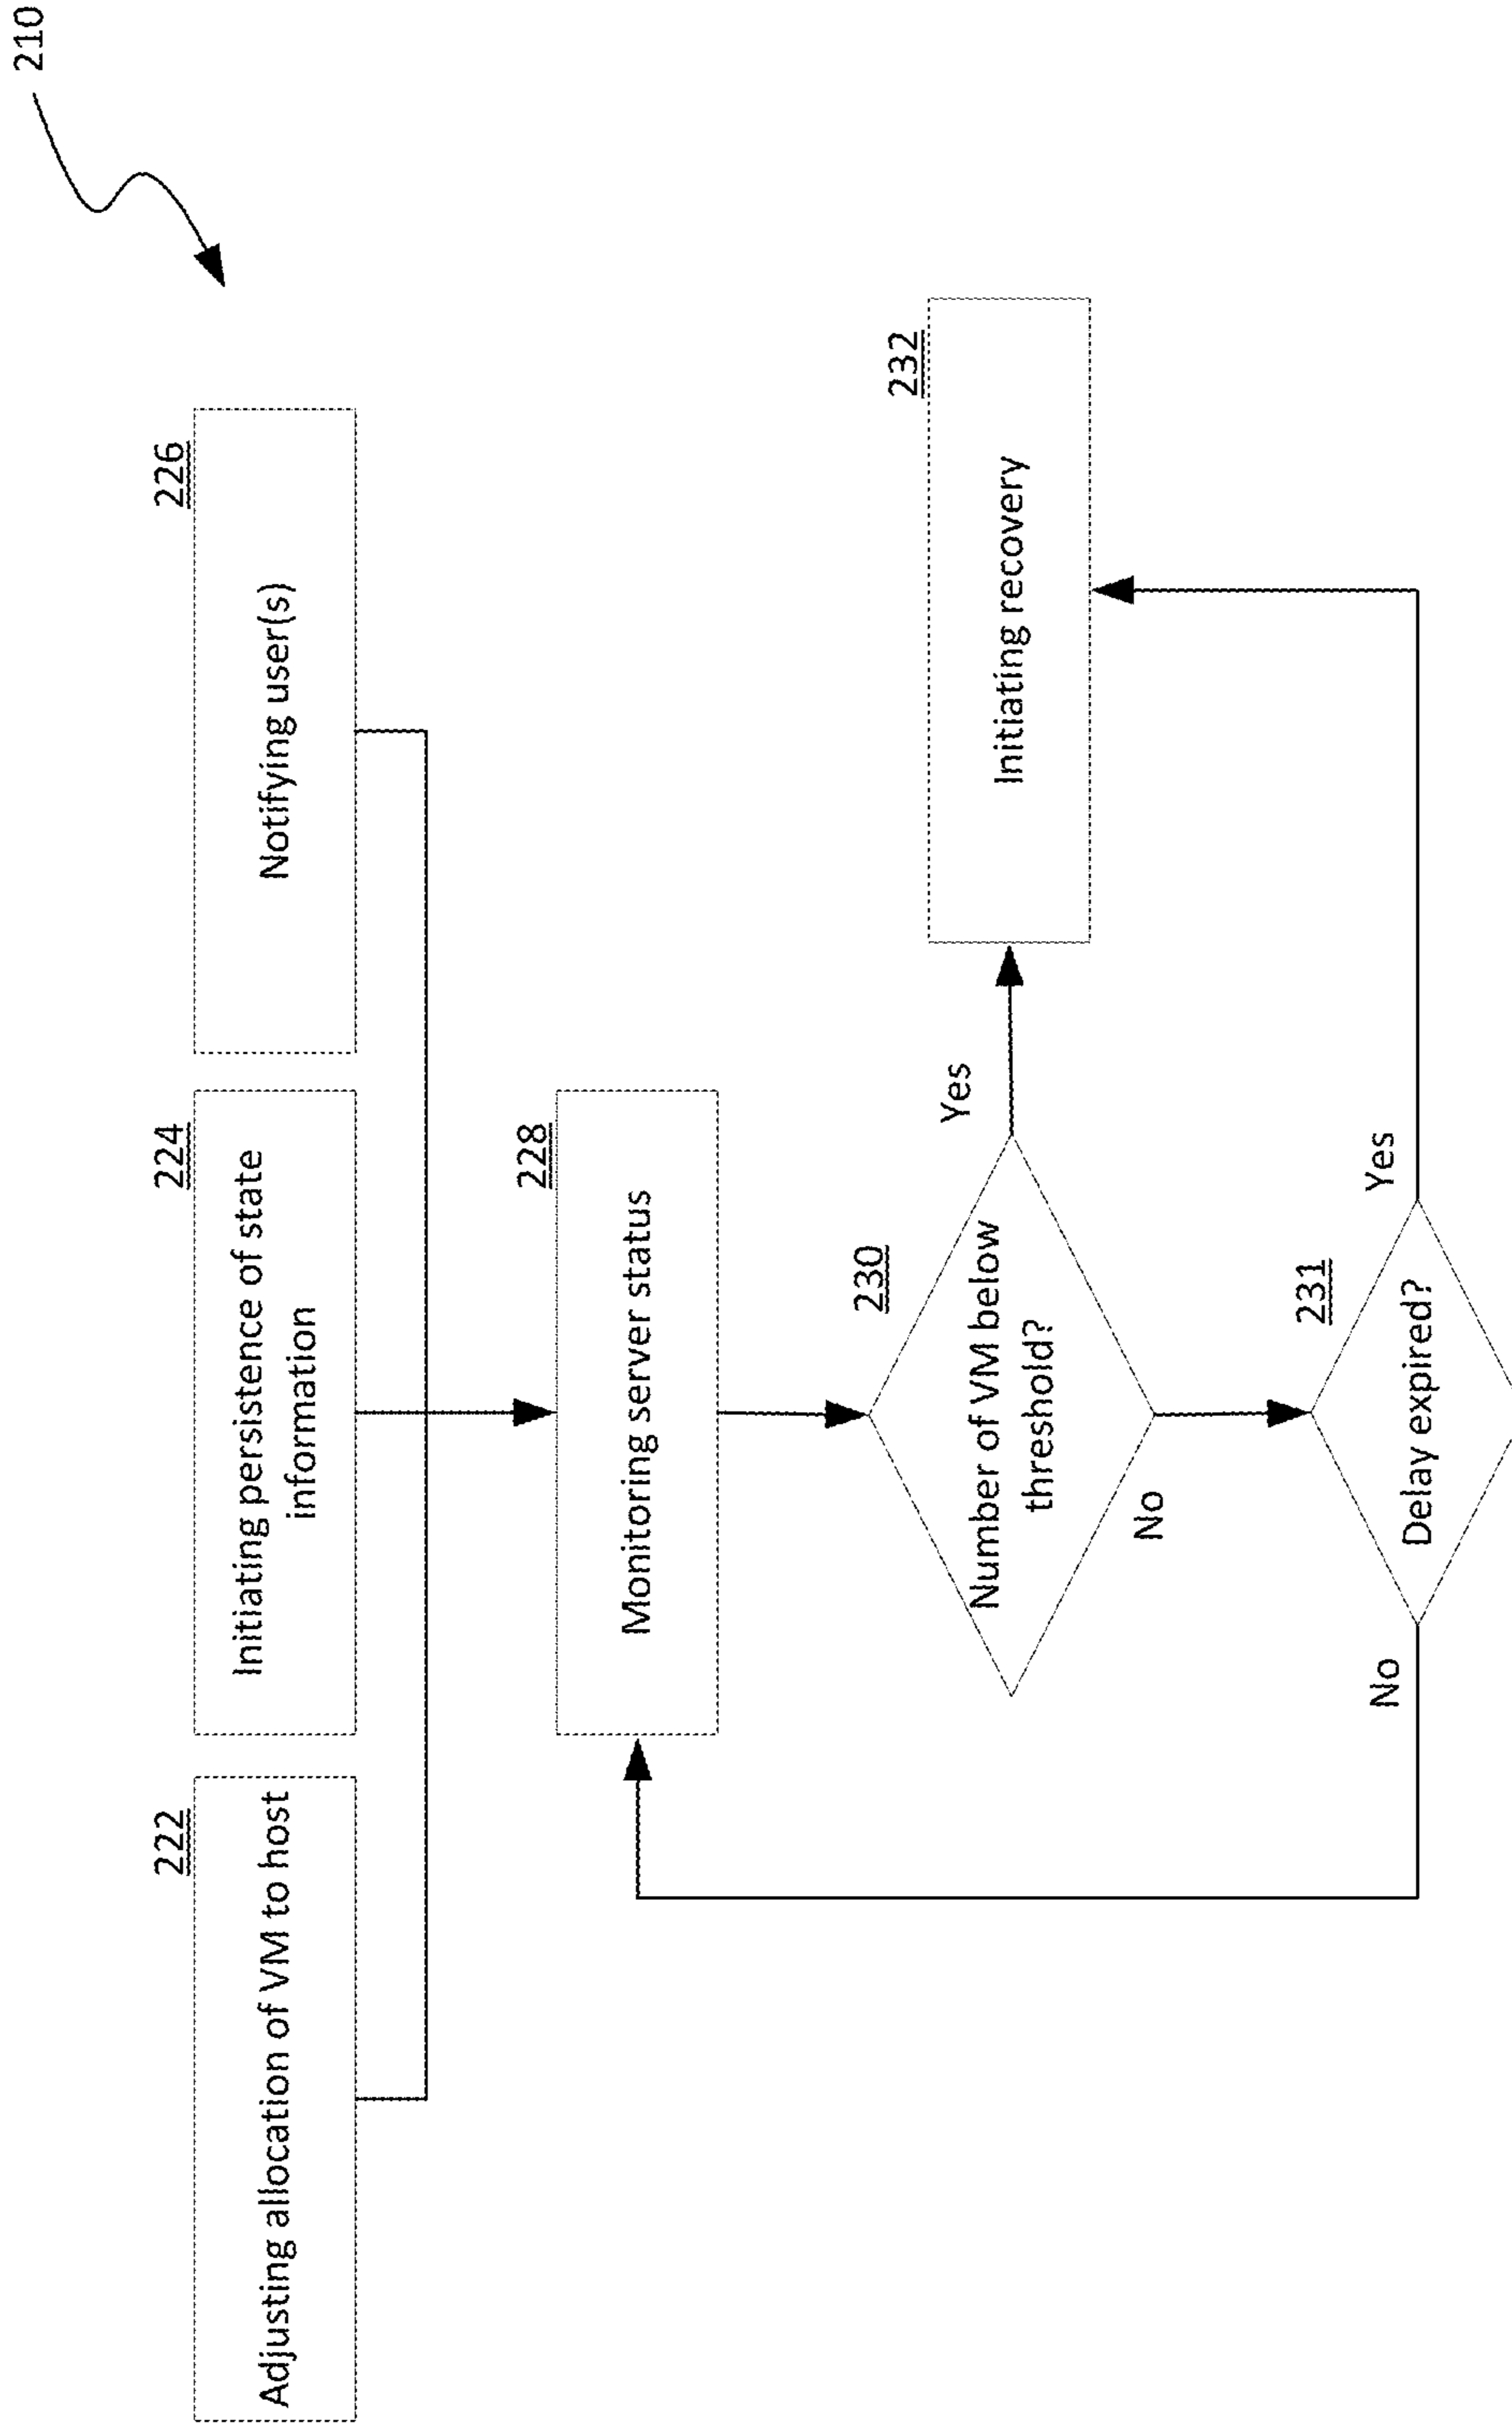 210
222
Adjusting allocation of VM to host
224
Initiating persistence of state
information
226
Notifying user(s)
228
Monitoring server status
230
Number of VM below
threshold?
Yes
232
Initiating recovery
No
231
Delay expired?
Yes
No